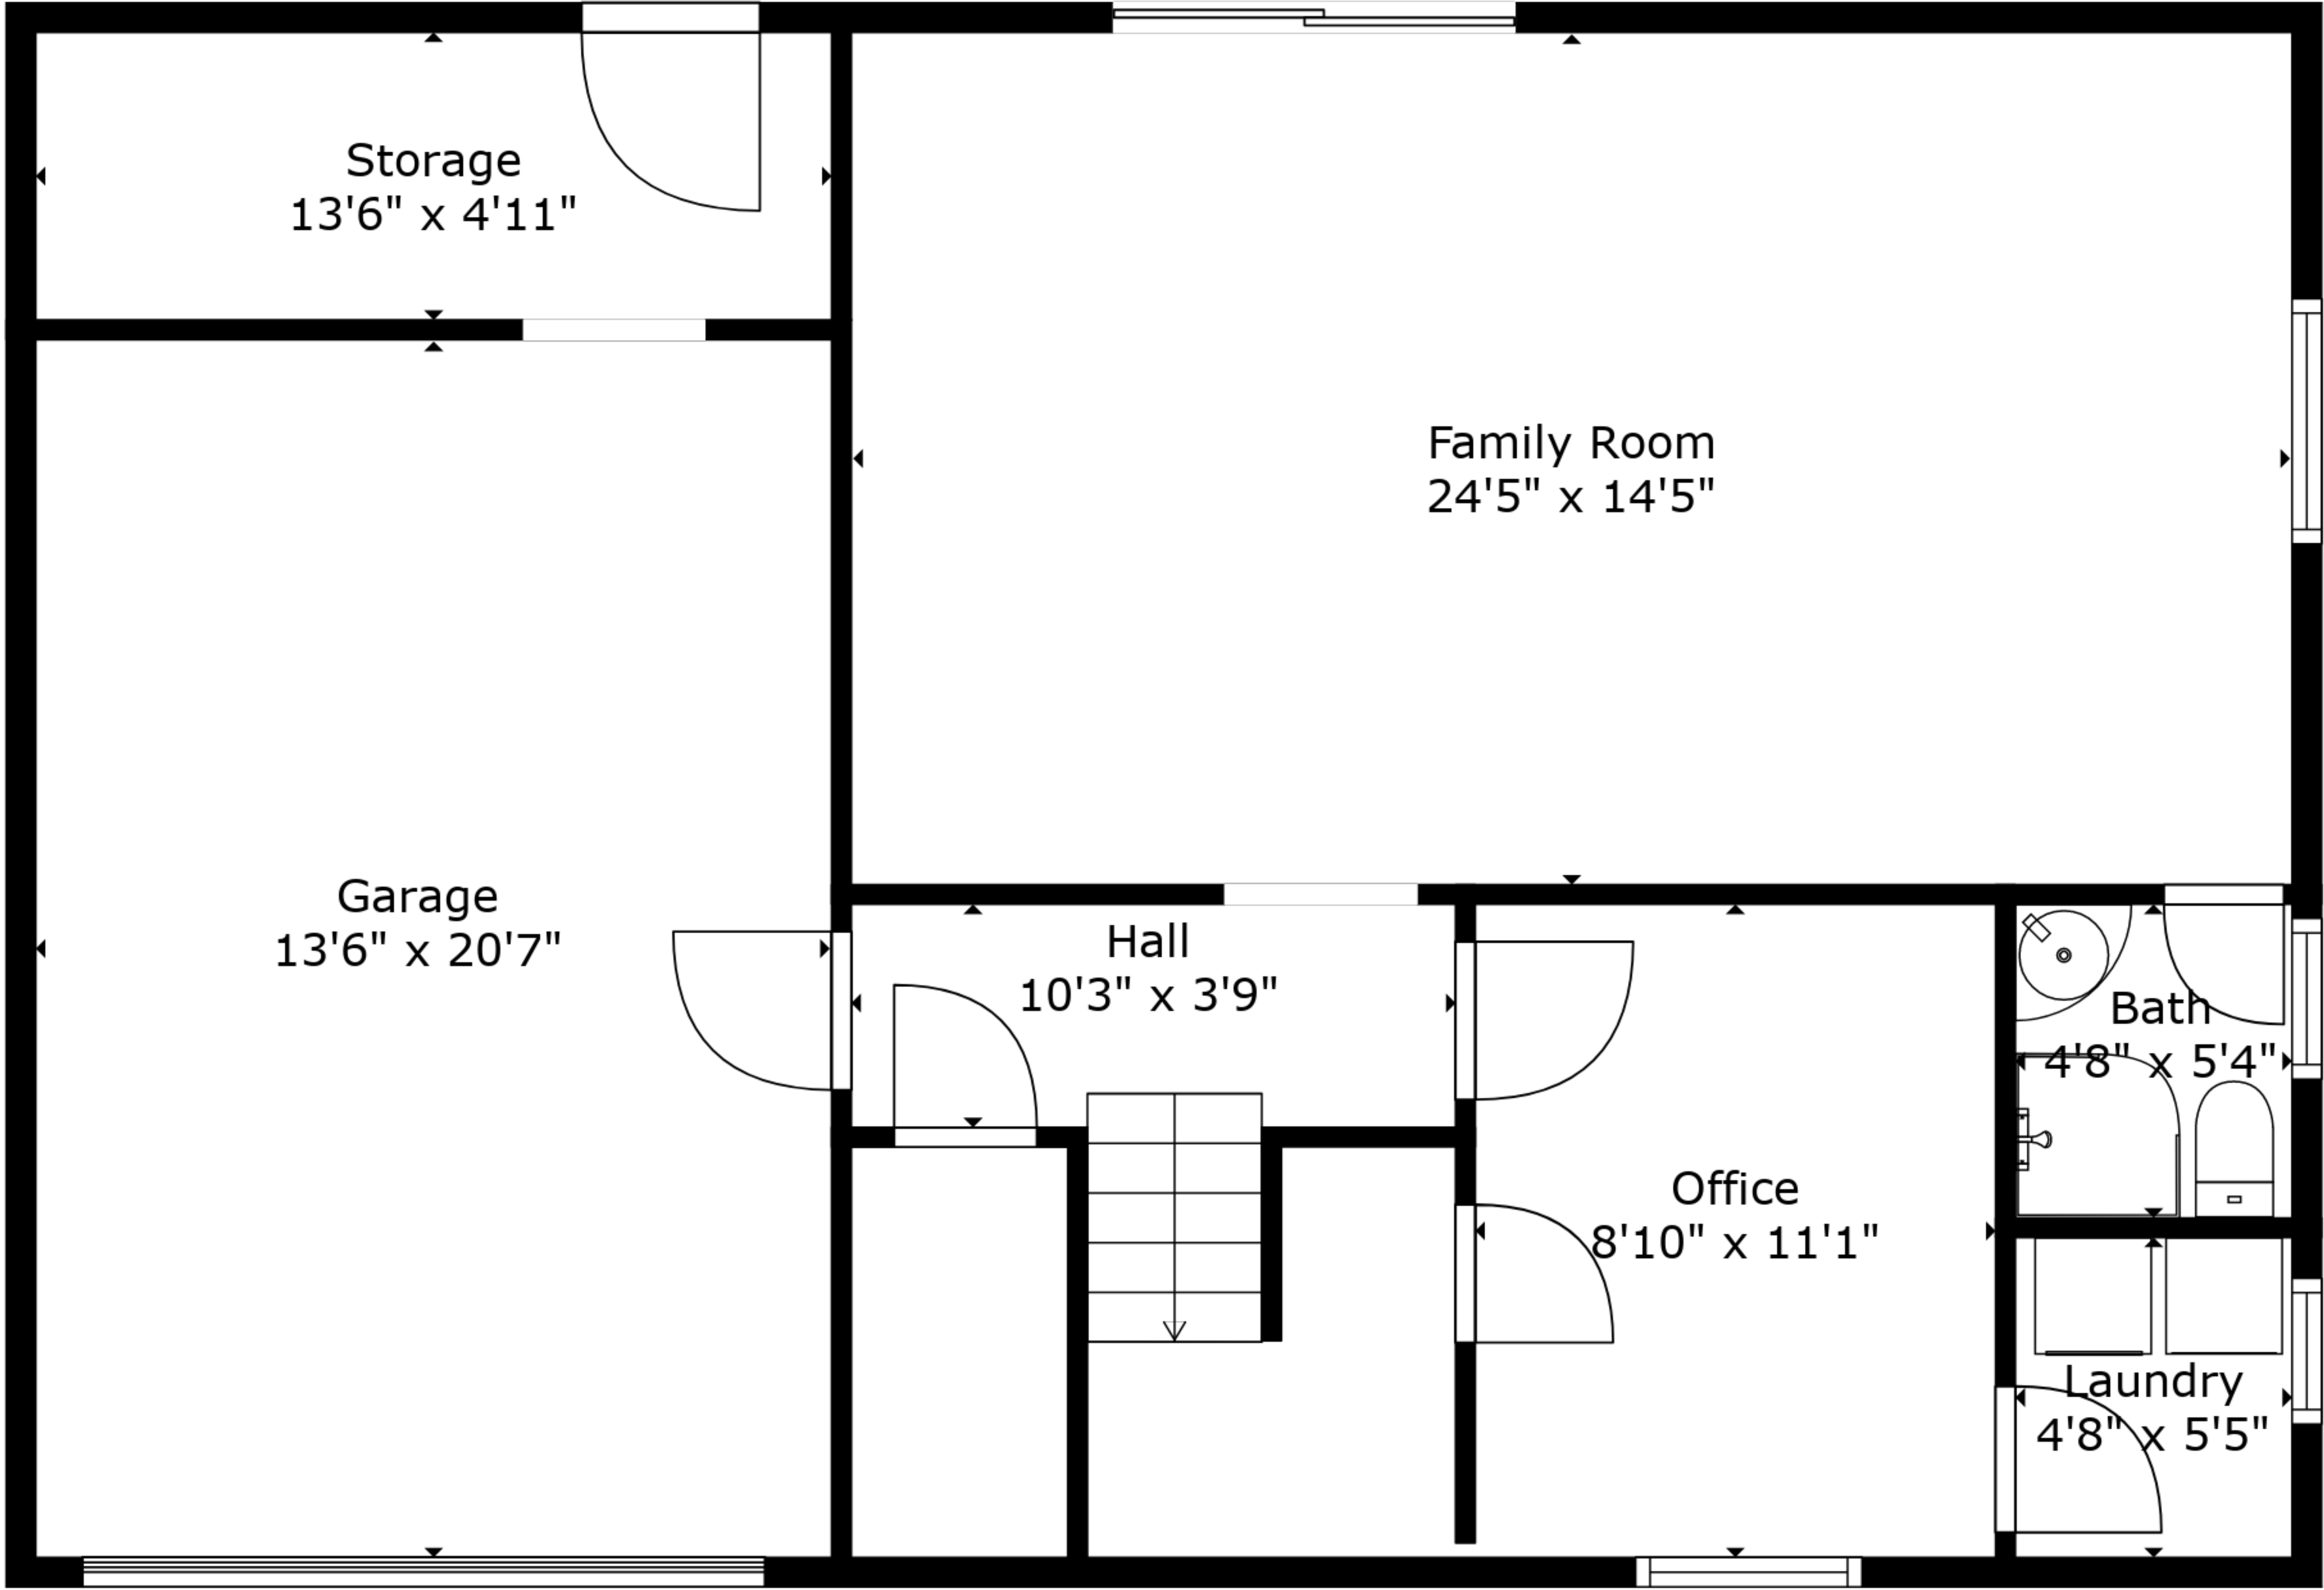 Storage
13'6" x 4'11"
Family Room
24'5" x 14'5"
Garage
13'6" x 20'7"
Hall
10'3" x 3'9"
Bath
4'8" x 5'4"
Office
8'10" x 11'1"
Laundry
4'8" x 5'5"